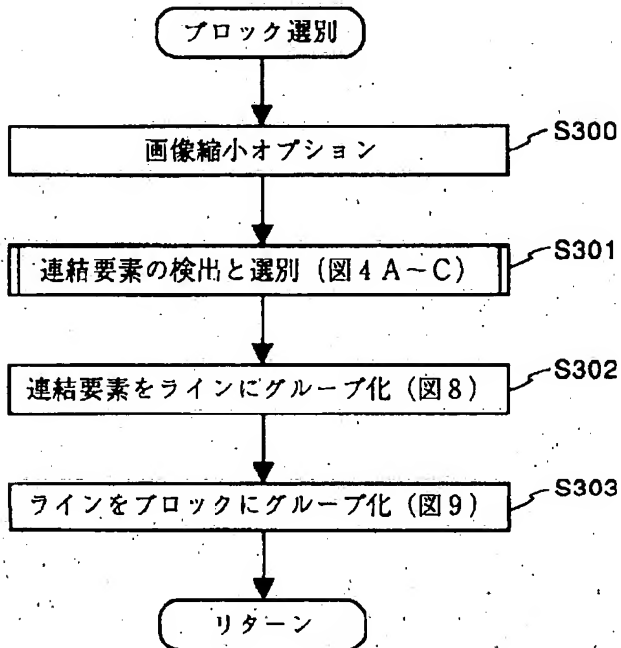 ブロック選別
画像縮小オプション
S300
連結要素の検出と選別（図4A～C）
S301
連結要素をラインにグループ化（図8）
S302
ラインをブロックにグループ化（図9）
S303
リターン